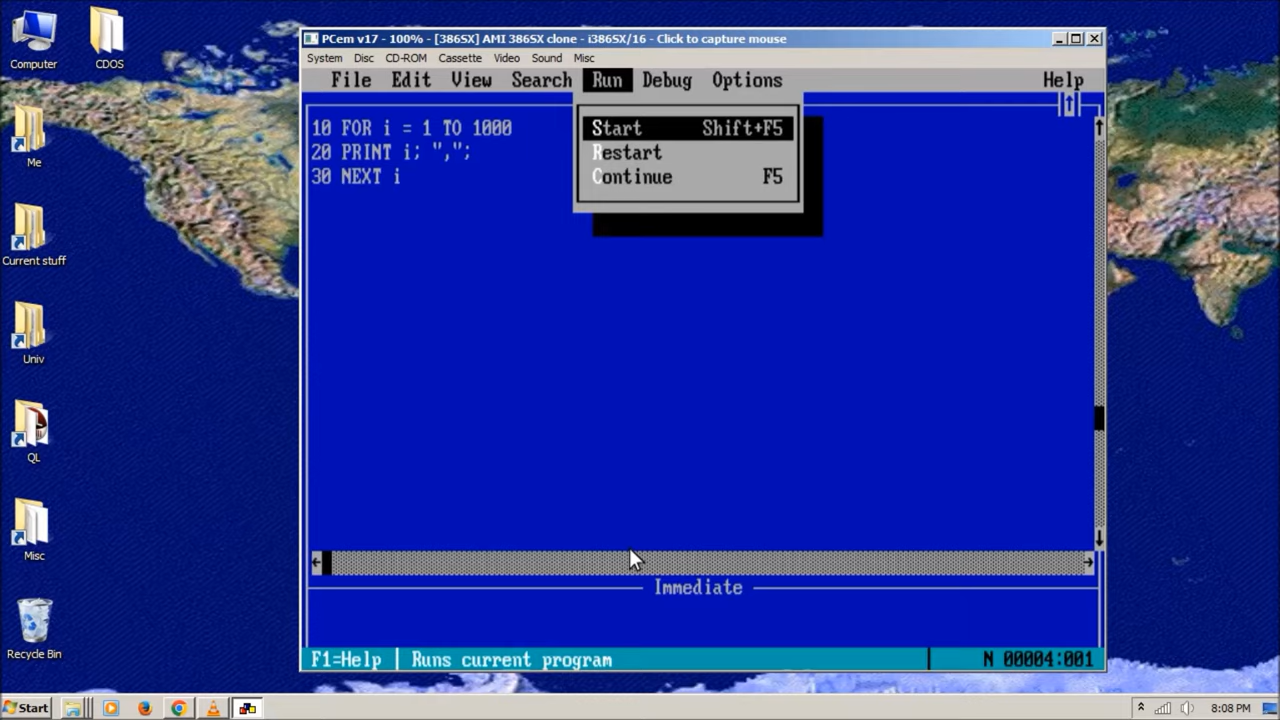 Computer
CDOS
Me
Current stuff
Univ
QL
Misc
Recycle Bin
PCem v17 - 100% - [386SX] AMI 386SX clone - i386SX/16 - Click to capture mouse
System Disc CD-ROM Cassette Video Sound Misc
File Edit View Search Run Debug Options Help
10 FOR i = 1 TO 1000
20 PRINT i; ",";
30 NEXT i
Start Shift+F5
Restart
Continue F5
Immediate
F1=Help Runs current program N 00004:001
Start 8:08 PM